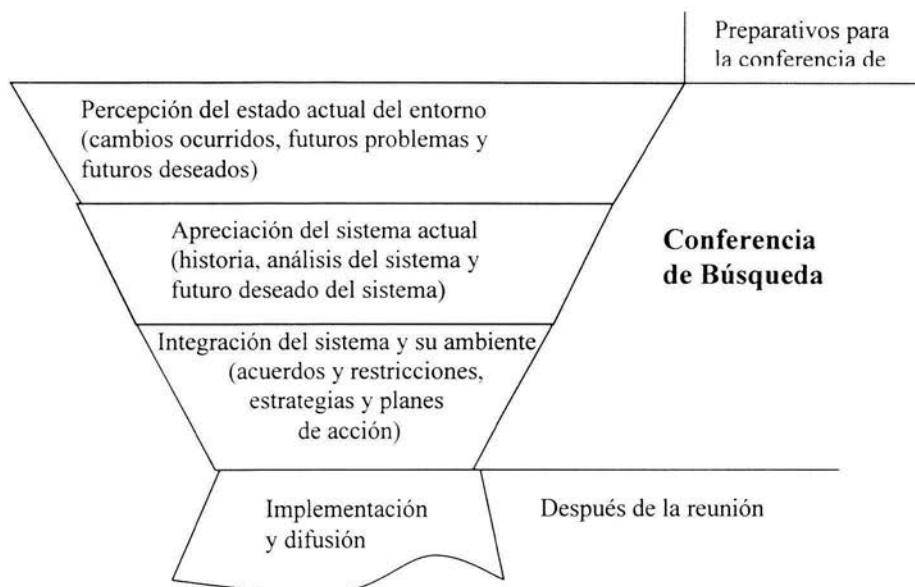 Preparativos para
la conferencia de
Percepción del estado actual del entorno
(cambios ocurridos, futuros problemas y
futuros deseados)
Apreciación del sistema actual
(historia, análisis del sistema y
futuro deseado del sistema)
Conferencia
de Búsqueda
Integración del sistema y su ambiente
(acuerdos y restricciones,
estrategias y planes
de acción)
Implementación
y difusión
Después de la reunión